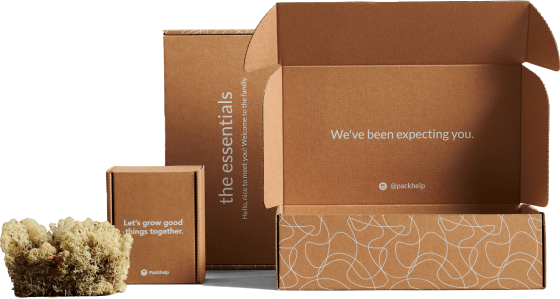 the essentials
Hello, nice to meet you! Welcome to the family.
We've been expecting you.
@packhelp
Let's grow good
things together.
Packhelp